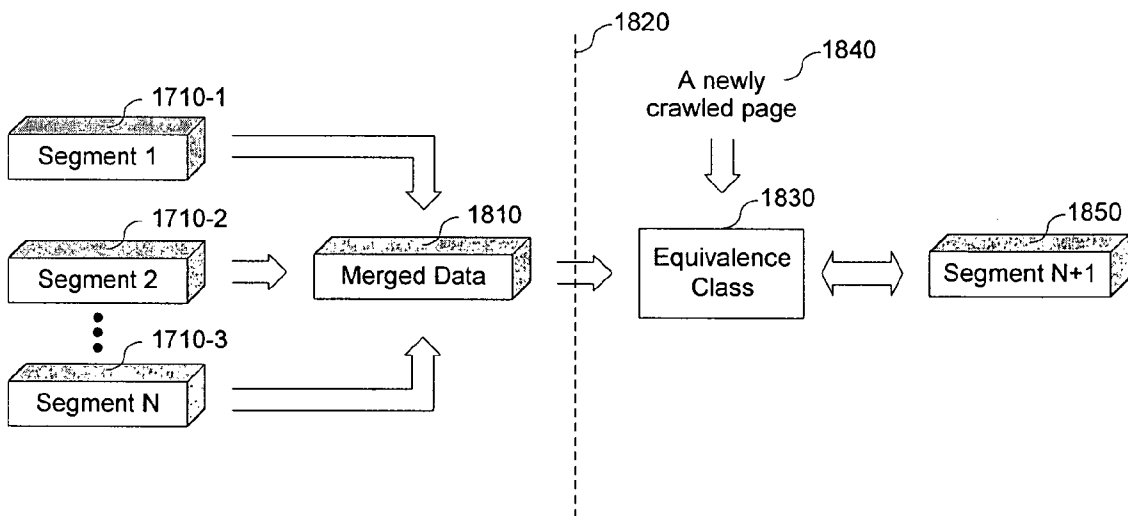 1820
1840
A newly
crawled page
1710-1
Segment 1
1710-2
Segment 2
1810
Merged Data
1830
Equivalence
Class
1850
Segment N+1
1710-3
Segment N